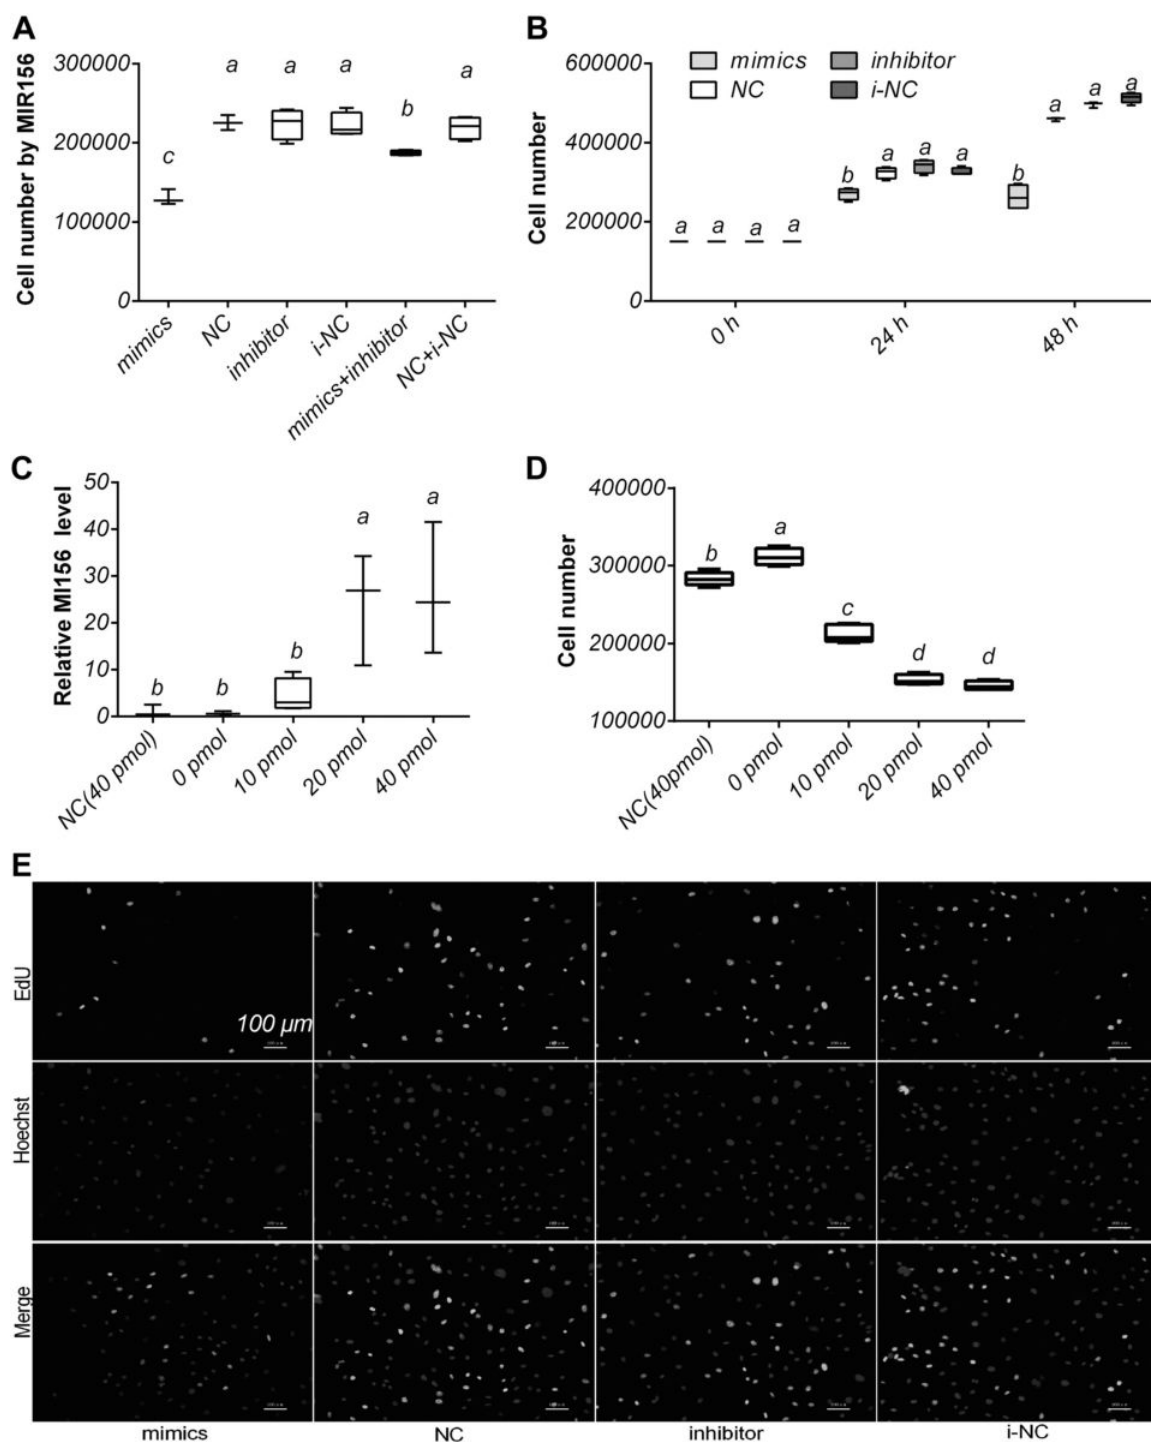 A
Cell number by MIR156
300000
200000
100000
0
a
a
a
a
b
c
mimics
NC
inhibitor
i-NC
mimics+inhibitor
NC+i-NC
B
Cell number
600000
400000
200000
0
mimics
inhibitor
NC
i-NC
a
a
a
a
b
a
a
a
b
a
a
a
0 h
24 h
48 h
C
Relative MI156 level
50
40
30
20
10
0
b
b
b
a
a
NC(40 pmol)
0 pmol
10 pmol
20 pmol
40 pmol
D
Cell number
400000
300000
200000
100000
b
a
c
d
d
NC(40pmol)
0 pmol
10 pmol
20 pmol
40 pmol
E
EdU
100 μm
Hoechst
Merge
mimics
NC
inhibitor
i-NC